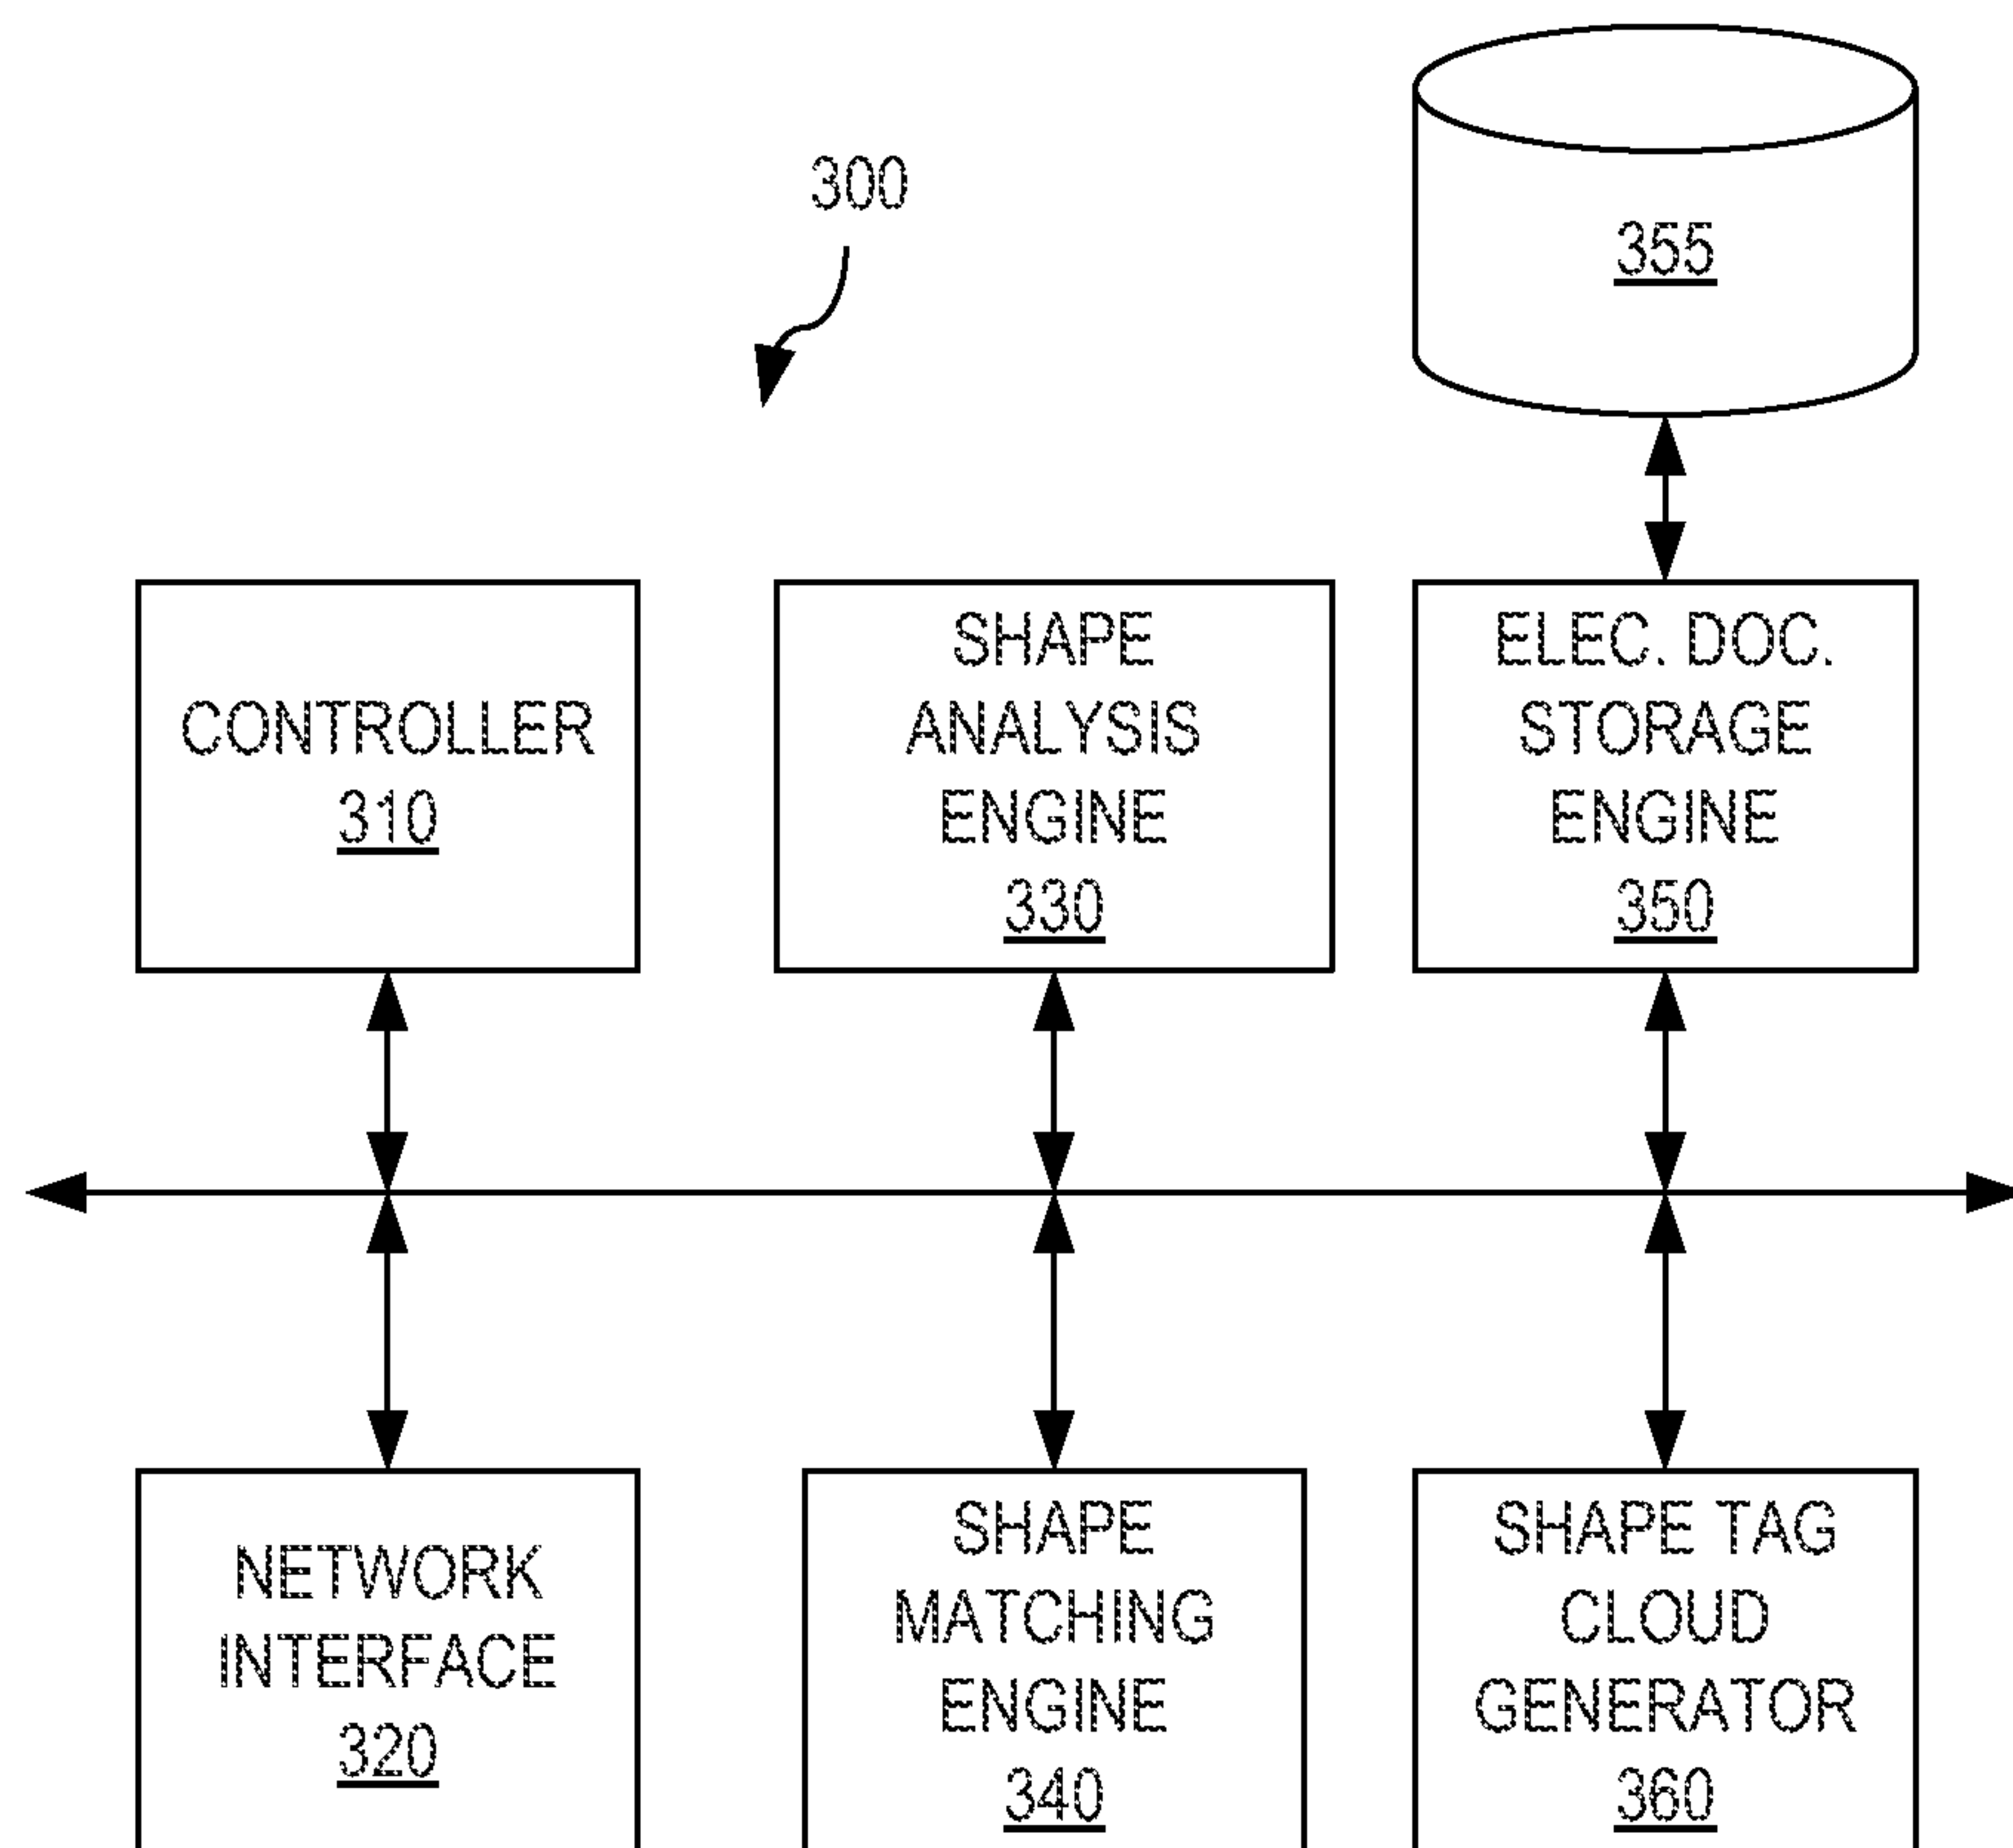 300
355
CONTROLLER
310
SHAPE
ANALYSIS
ENGINE
330
ELEC. DOC.
STORAGE
ENGINE
350
NETWORK
INTERFACE
320
SHAPE
MATCHING
ENGINE
340
SHAPE TAG
CLOUD
GENERATOR
360